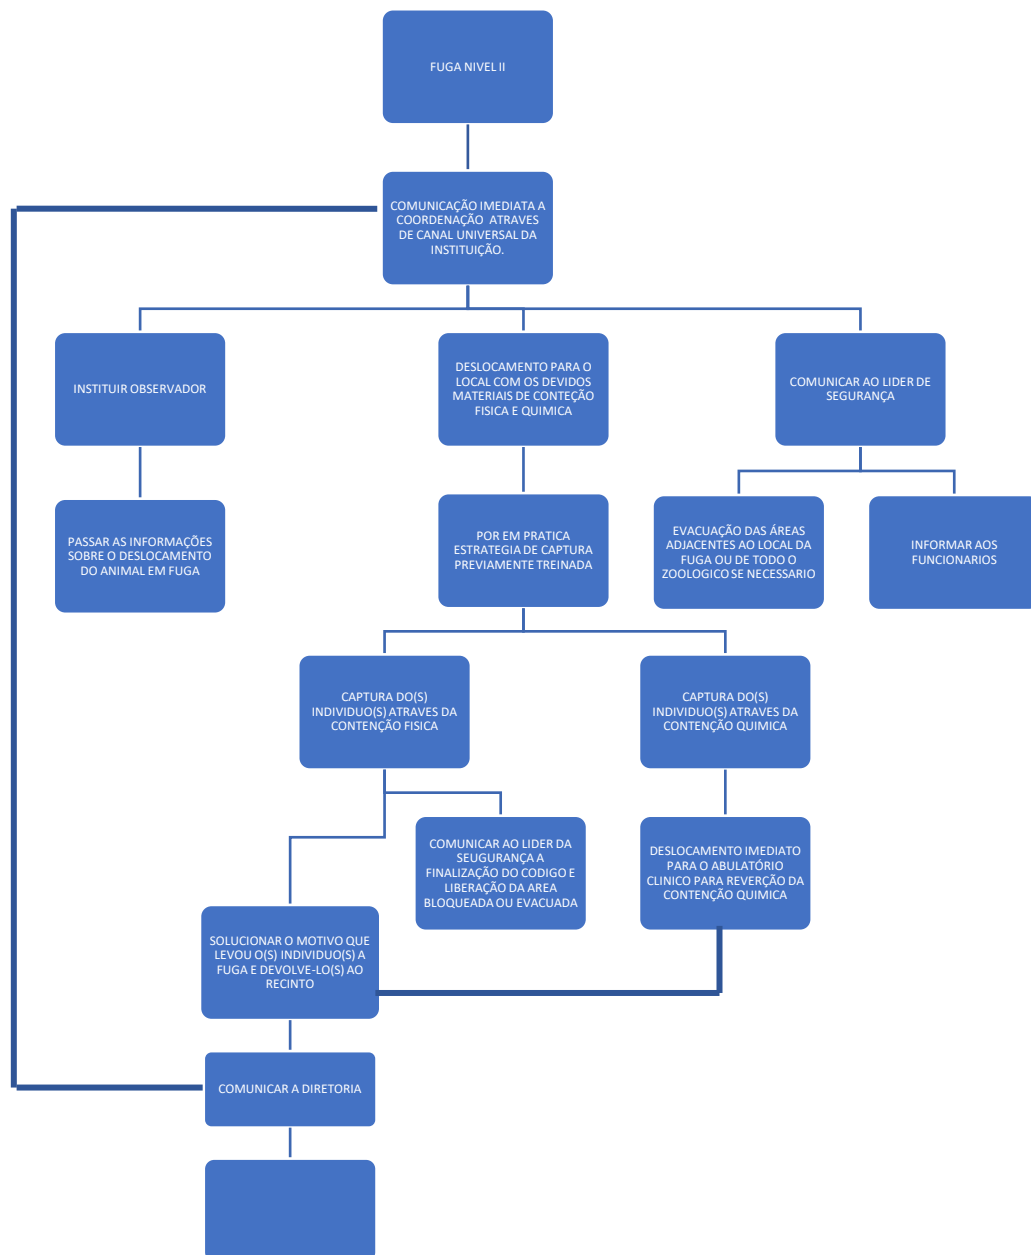 FUGA NIVEL II
COMUNICAÇÃO IMEDIATA A
COORDENAÇÃO ATRAVES
DE CANAL UNIVERSAL DA
INSTITUIÇÃO.
INSTITUIR OBSERVADOR
DESLOCAMENTO PARA O
LOCAL COM OS DEVIDOS
MATERIAIS DE CONTEÇÃO
FISICA E QUIMICA
COMUNICAR AO LIDER DE
SEGURANÇA
PASSAR AS INFORMAÇÕES
SOBRE O DESLOCAMENTO
DO ANIMAL EM FUGA
POR EM PRATICA
ESTRATEGIA DE CAPTURA
PREVIAMENTE TREINADA
EVACUAÇÃO DAS ÁREAS
ADJACENTES AO LOCAL DA
FUGA OU DE TODO O
ZOOLOGICO SE NECESSARIO
INFORMAR AOS
FUNCIONARIOS
CAPTURA DO(S)
INDIVIDUO(S) ATRAVES DA
CONTENÇÃO FISICA
CAPTURA DO(S)
INDIVIDUO(S) ATRAVES DA
CONTENÇÃO QUIMICA
COMUNICAR AO LIDER DA
SEUGURANÇA A
FINALIZAÇÃO DO CODIGO E
LIBERAÇÃO DA AREA
BLOQUEADA OU EVACUADA
DESLOCAMENTO IMEDIATO
PARA O ABULATÓRIO
CLINICO PARA REVERÇÃO DA
CONTENÇÃO QUIMICA
SOLUCIONAR O MOTIVO QUE
LEVOU O(S) INDIVIDUO(S) A
FUGA E DEVOLVE-LO(S) AO
RECINTO
COMUNICAR A DIRETORIA